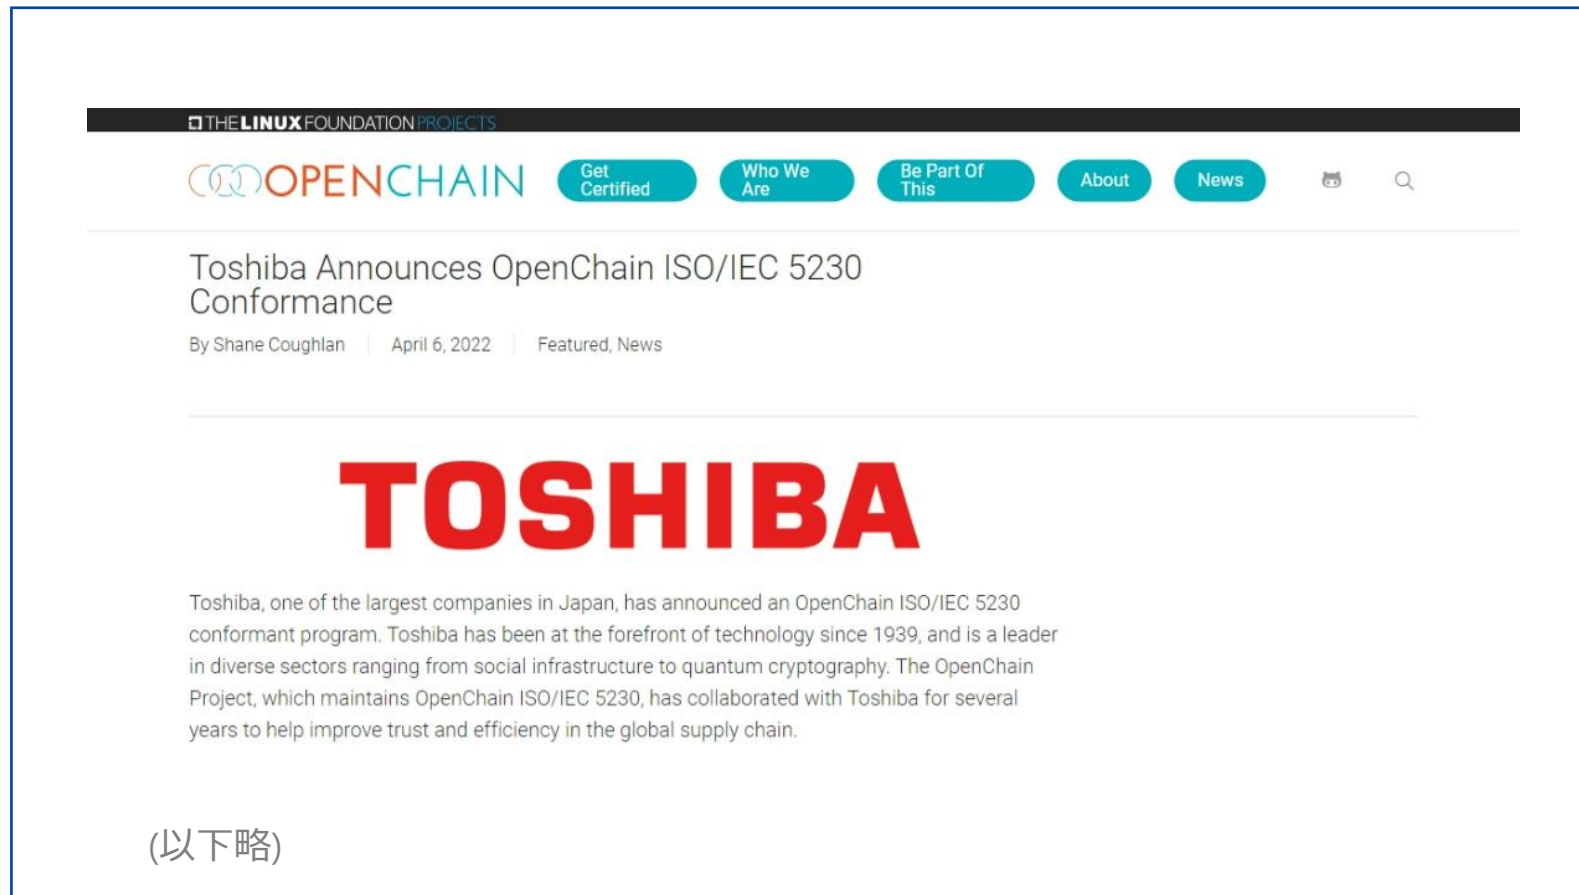 THE LINUX FOUNDATION PROJECTS
OPENCHAIN
Get Certified
Who We Are
Be Part Of This
About
News
Toshiba Announces OpenChain ISO/IEC 5230
Conformance
By Shane Coughlan April 6, 2022 Featured, News
TOSHIBA
Toshiba, one of the largest companies in Japan, has announced an OpenChain ISO/IEC 5230
conformant program. Toshiba has been at the forefront of technology since 1939, and is a leader
in diverse sectors ranging from social infrastructure to quantum cryptography. The OpenChain
Project, which maintains OpenChain ISO/IEC 5230, has collaborated with Toshiba for several
years to help improve trust and efficiency in the global supply chain.
(以下略)